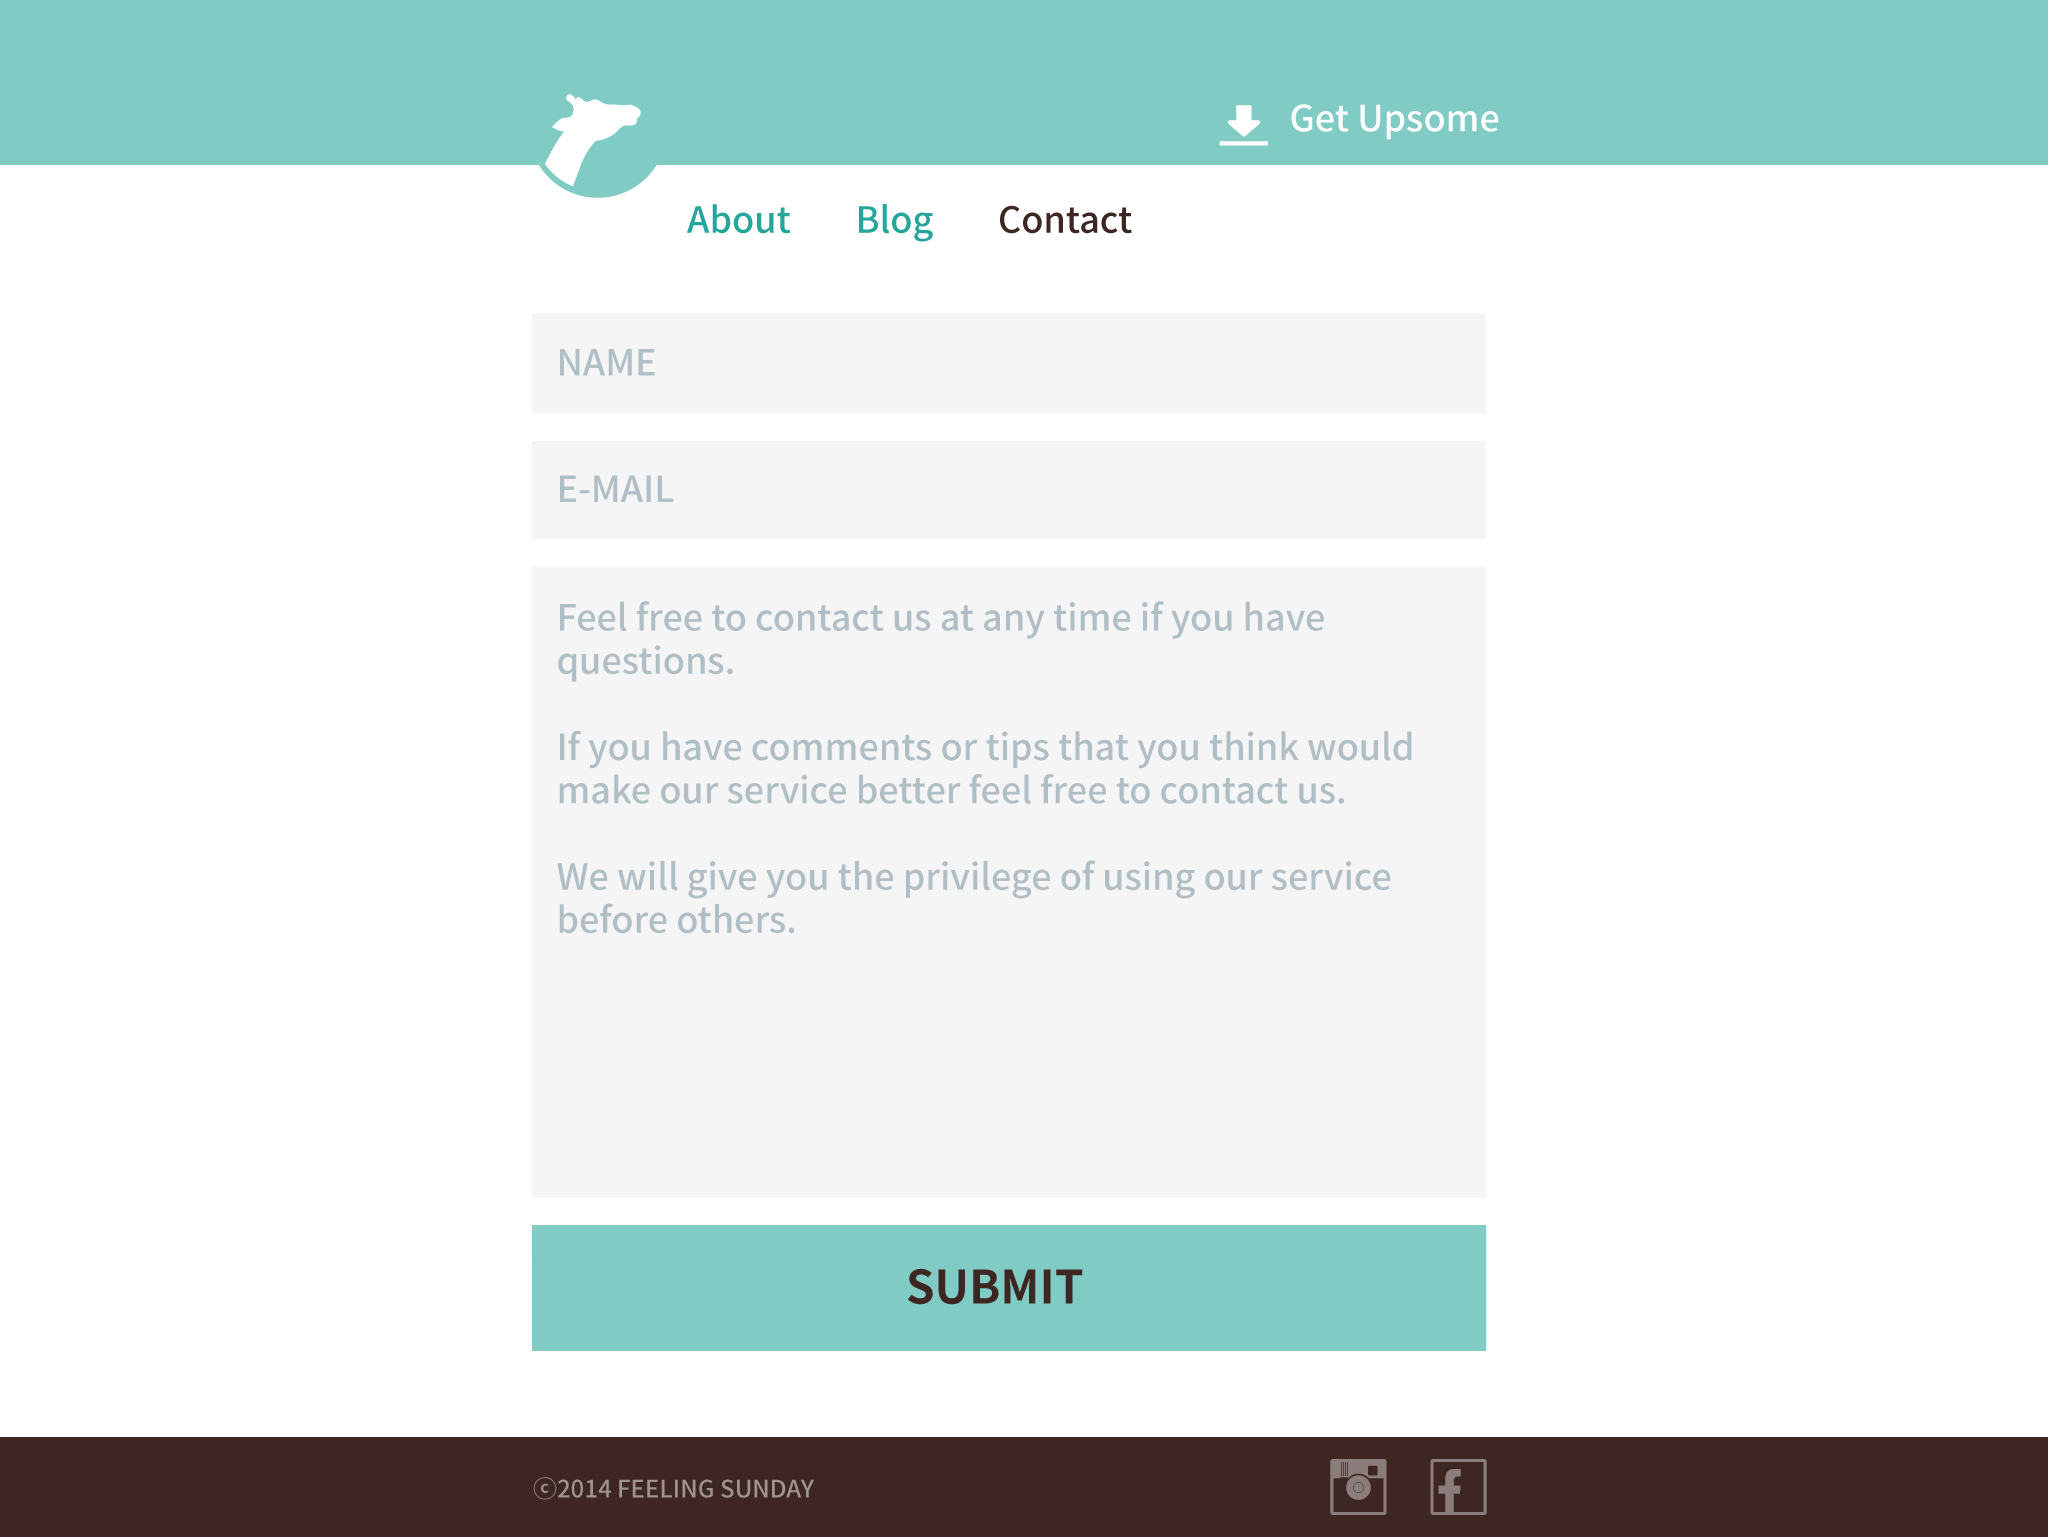 Get Upsome
About Blog Contact
NAME
E-MAIL
Feel free to contact us at any time if you have
questions.
If you have comments or tips that you think would
make our service better feel free to contact us.
We will give you the privilege of using our service
before others.
SUBMIT
ⓒ2014 FEELING SUNDAY